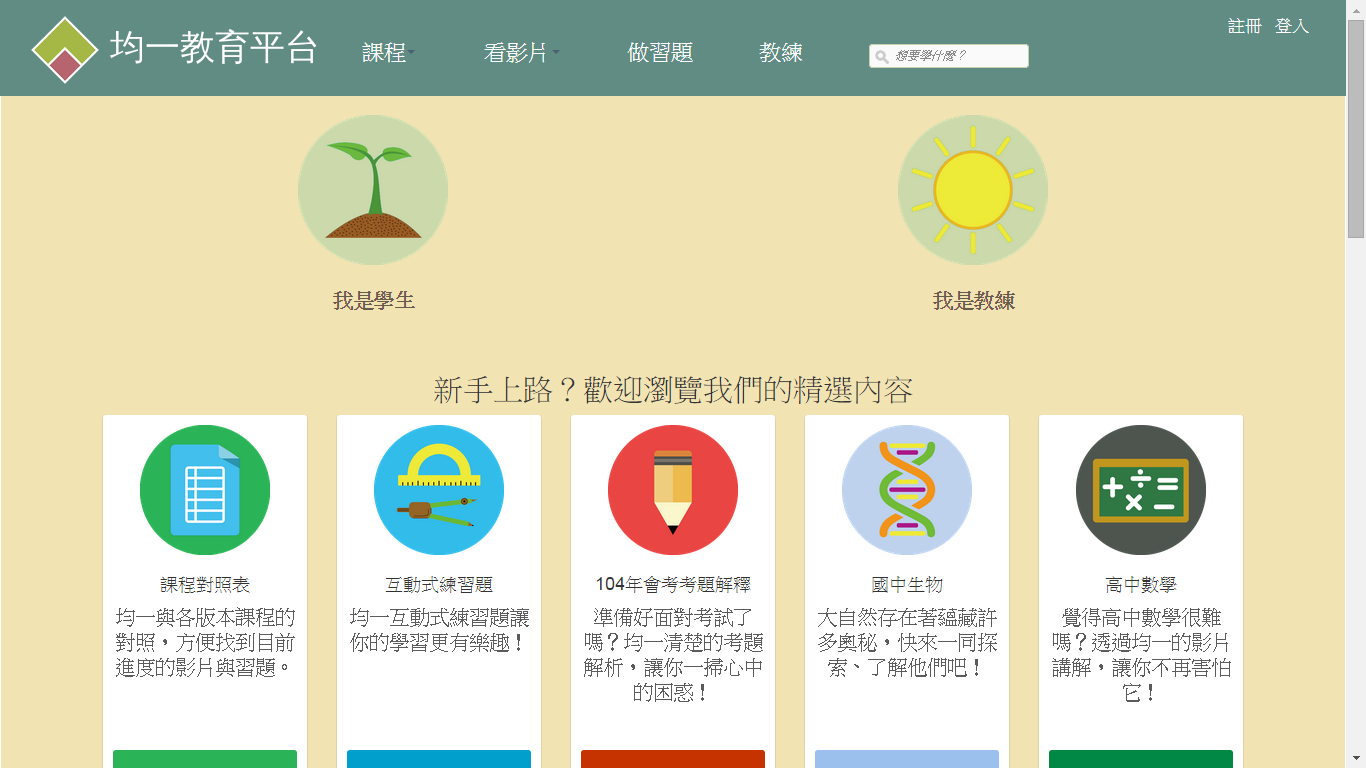 註冊 登入
均一教育平台 課程 看影片 做習題 教練 想要學什麼？
我是學生 我是教練
新手上路？歡迎瀏覽我們的精選內容
課程對照表
均一與各版本課程的
對照，方便找到目前
進度的影片與習題。
互動式練習題
均一互動式練習題讓
你的學習更有樂趣！
104年會考考題解釋
準備好面對考試了
嗎？均一清楚的考題
解析，讓你一掃心中
的困惑！
國中生物
大自然存在著蘊藏許
多奧秘，快來一同探
索、了解他們吧！
高中數學
覺得高中數學很難
嗎？透過均一的影片
講解，讓你不再害怕
它！